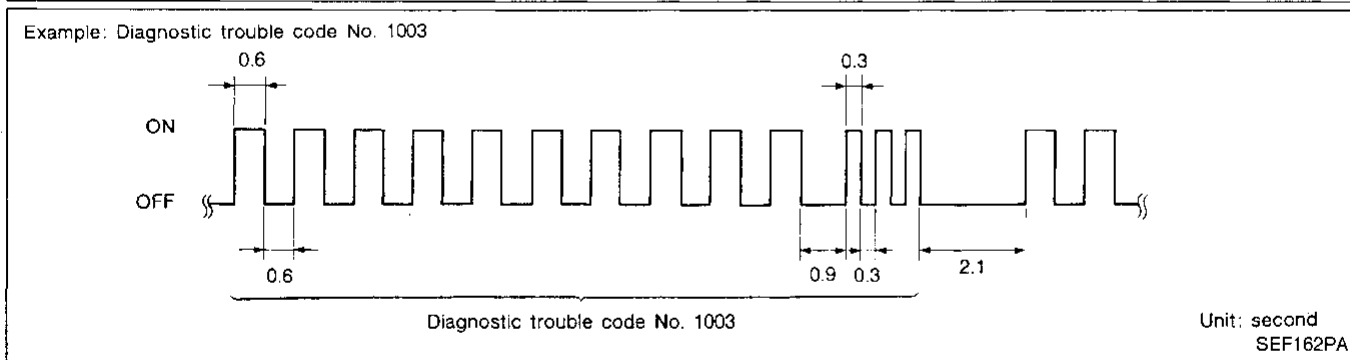 Example: Diagnostic trouble code No. 1003
0.6
0.3
ON
OFF
0.6
0.9
0.3
2.1
Diagnostic trouble code No. 1003
Unit: second
SEF162PA